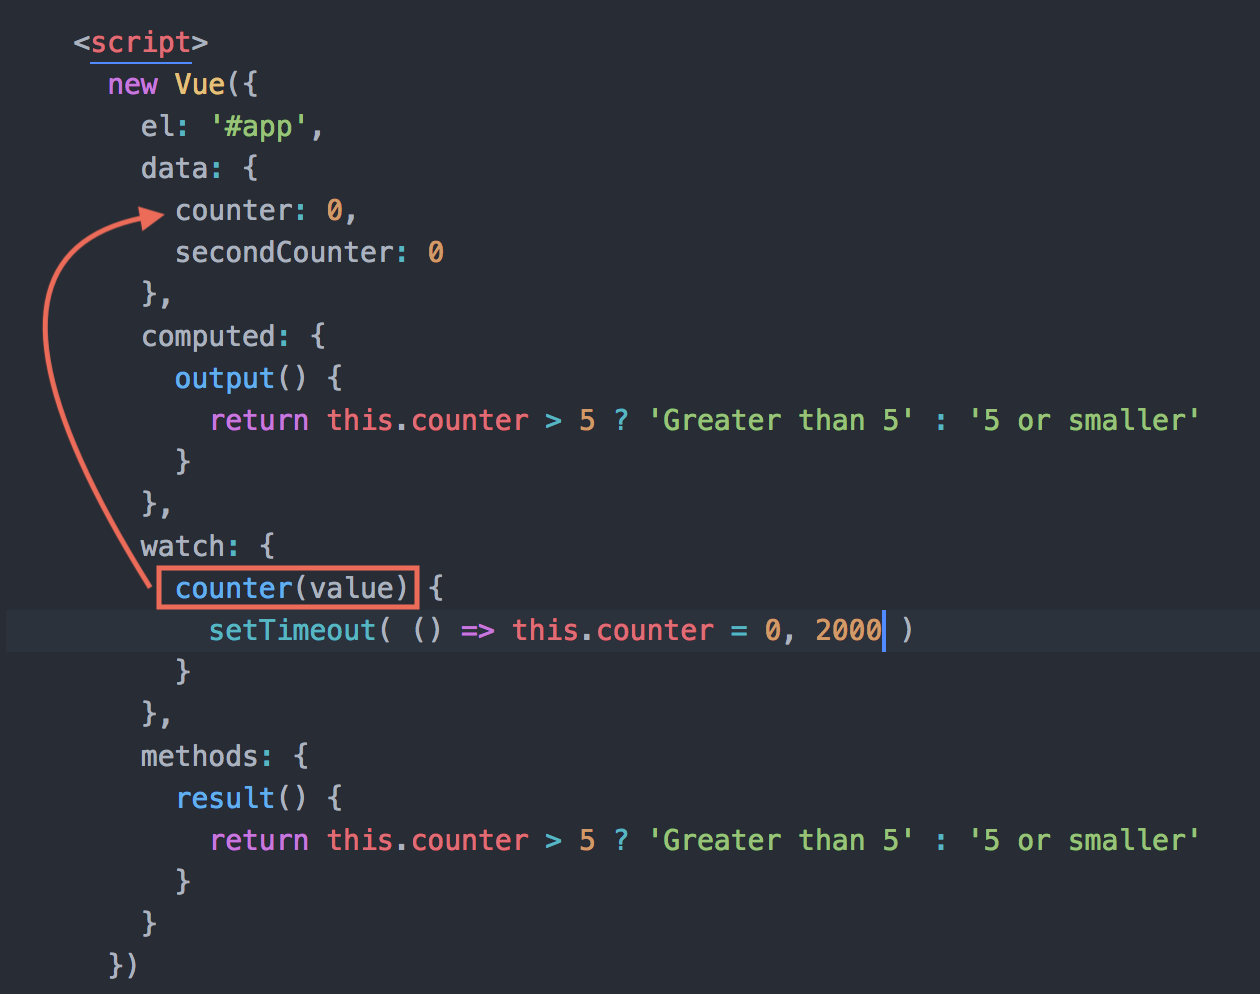 <script>
new Vue({
el: '#app',
data: {
counter: 0,
secondCounter: 0
},
computed: {
output() {
return this.counter > 5 ? 'Greater than 5' : '5 or smaller'
}
},
watch: {
counter(value) {
setTimeout( () => this.counter = 0, 2000 )
}
},
methods: {
result() {
return this.counter > 5 ? 'Greater than 5' : '5 or smaller'
}
}
})